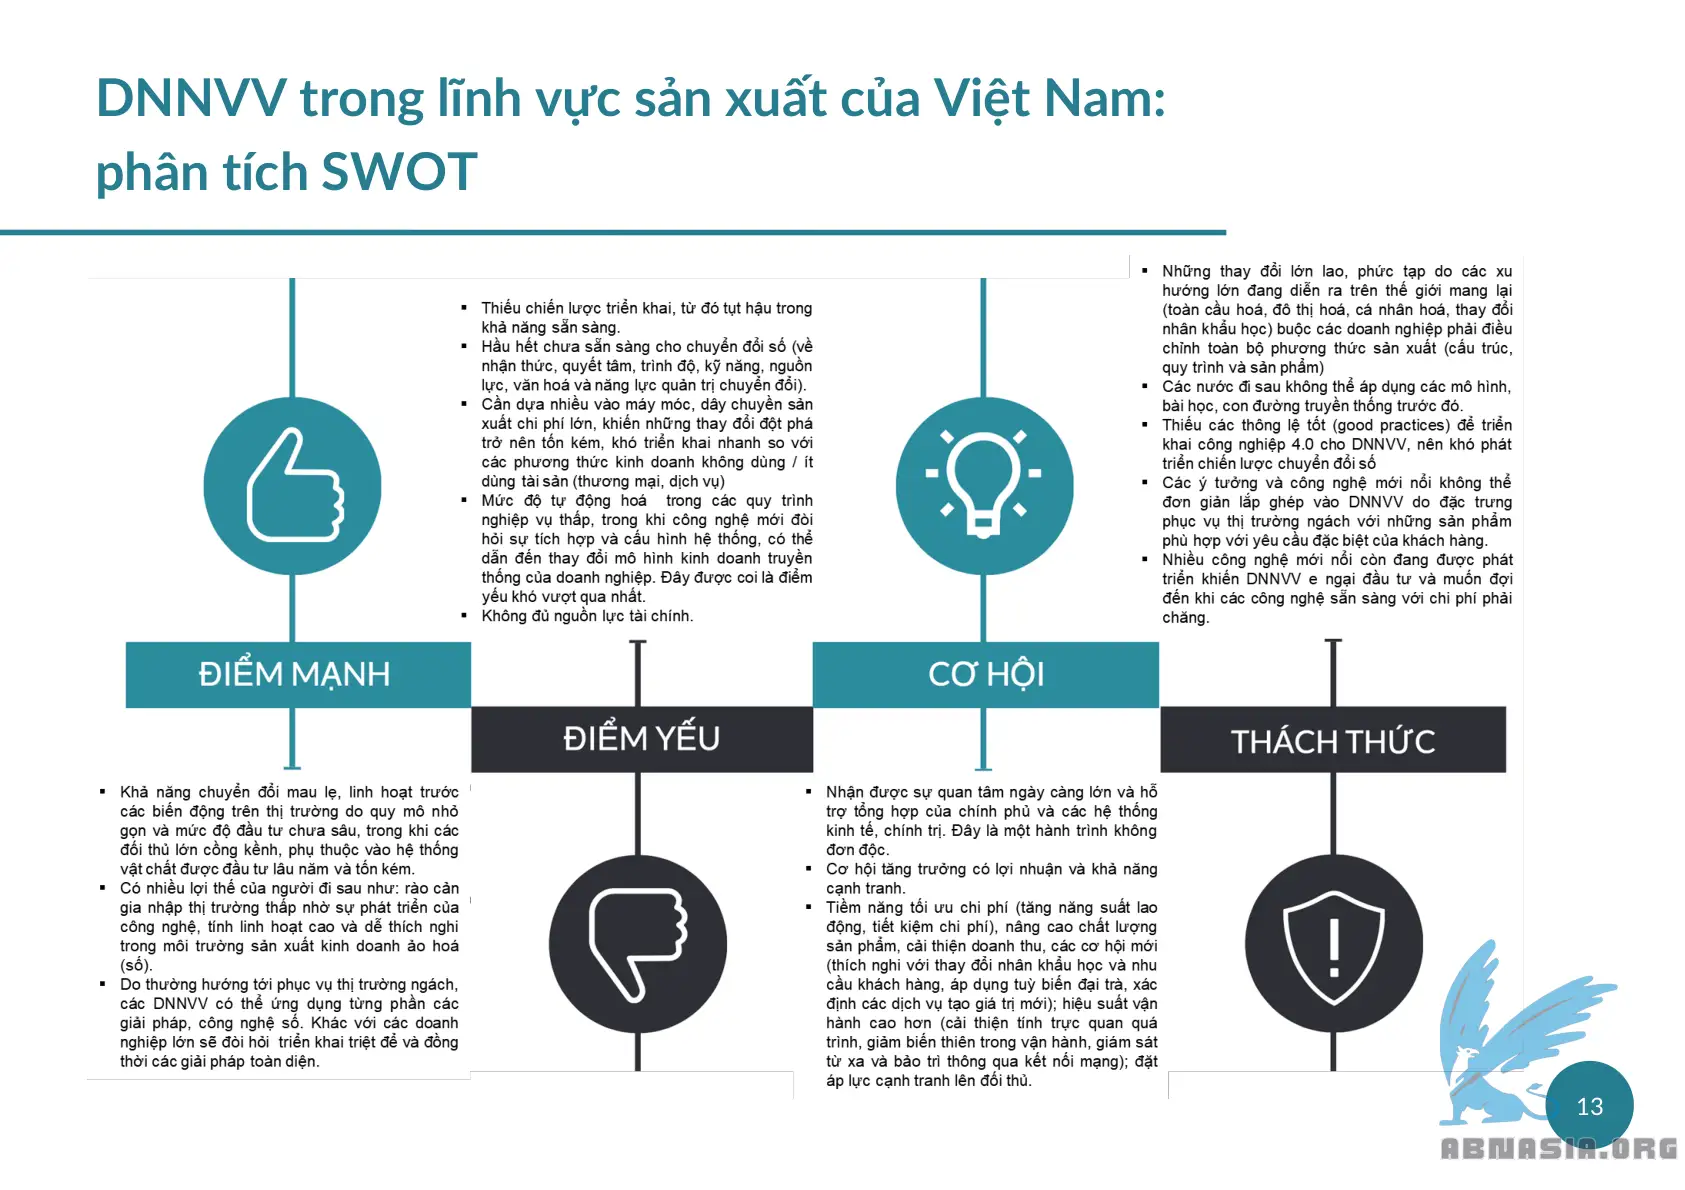 DNNVV trong lĩnh vực sản xuất của Việt Nam:
phân tích SWOT
ĐIỂM MẠNH
▪ Khả năng chuyển đổi mau lẹ, linh hoạt trước
các biến động trên thị trường do quy mô nhỏ
gọn và mức độ đầu tư chưa sâu, trong khi các
đối thủ lớn cồng kềnh, phụ thuộc vào hệ thống
vật chất được đầu tư lâu năm và tốn kém.
▪ Có nhiều lợi thế của người đi sau như: rào cản
gia nhập thị trường thấp nhờ sự phát triển của
công nghệ, tính linh hoạt cao và dễ thích nghi
trong môi trường sản xuất kinh doanh ảo hoá
(số).
▪ Do thường hướng tới phục vụ thị trường ngách,
các DNNVV có thể ứng dụng từng phần các
giải pháp, công nghệ số. Khác với các doanh
nghiệp lớn sẽ đòi hỏi triển khai triệt để và đồng
thời các giải pháp toàn diện.
▪ Thiếu chiến lược triển khai, từ đó tụt hậu trong
khả năng sẵn sàng.
▪ Hầu hết chưa sẵn sàng cho chuyển đổi số (về
nhận thức, quyết tâm, trình độ, kỹ năng, nguồn
lực, văn hoá và năng lực quản trị chuyển đổi).
▪ Cần dựa nhiều vào máy móc, dây chuyền sản
xuất chi phí lớn, khiến những thay đổi đột phá
trở nên tốn kém, khó triển khai nhanh so với
các phương thức kinh doanh không dùng / ít
dùng tài sản (thương mại, dịch vụ)
▪ Mức độ tự động hoá trong các quy trình
nghiệp vụ thấp, trong khi công nghệ mới đòi
hỏi sự tích hợp và cấu hình hệ thống, có thể
dẫn đến thay đổi mô hình kinh doanh truyền
thống của doanh nghiệp. Đây được coi là điểm
yếu khó vượt qua nhất.
▪ Không đủ nguồn lực tài chính.
ĐIỂM YẾU
CƠ HỘI
▪ Nhận được sự quan tâm ngày càng lớn và hỗ
trợ tổng hợp của chính phủ và các hệ thống
kinh tế, chính trị. Đây là một hành trình không
đơn độc.
▪ Cơ hội tăng trưởng có lợi nhuận và khả năng
cạnh tranh.
▪ Tiềm năng tối ưu chi phí (tăng năng suất lao
động, tiết kiệm chi phí), nâng cao chất lượng
sản phẩm, cải thiện doanh thu, các cơ hội mới
(thích nghi với thay đổi nhân khẩu học và nhu
cầu khách hàng, áp dụng tuỳ biến đại trà, xác
định các dịch vụ tạo giá trị mới); hiệu suất vận
hành cao hơn (cải thiện tính trực quan quá
trình, giảm biến thiên trong vận hành, giám sát
từ xa và bảo trì thông qua kết nối mạng); đặt
áp lực cạnh tranh lên đối thủ.
▪ Những thay đổi lớn lao, phức tạp do các xu
hướng lớn đang diễn ra trên thế giới mang lại
(toàn cầu hoá, đô thị hoá, cá nhân hoá, thay đổi
nhân khẩu học) buộc các doanh nghiệp phải điều
chỉnh toàn bộ phương thức sản xuất (cấu trúc,
quy trình và sản phẩm)
▪ Các nước đi sau không thể áp dụng các mô hình,
bài học, con đường truyền thống trước đó.
▪ Thiếu các thông lệ tốt (good practices) để triển
khai công nghiệp 4.0 cho DNNVV, nên khó phát
triển chiến lược chuyển đổi số
▪ Các ý tưởng và công nghệ mới nổi không thể
đơn giản lắp ghép vào DNNVV do đặc trưng
phục vụ thị trường ngách với những sản phẩm
phù hợp với yêu cầu đặc biệt của khách hàng.
▪ Nhiều công nghệ mới nổi còn đang được phát
triển khiến DNNVV e ngại đầu tư và muốn đợi
đến khi các công nghệ sẵn sàng với chi phí phải
chăng.
THÁCH THỨC
13
ABNASIA.ORG